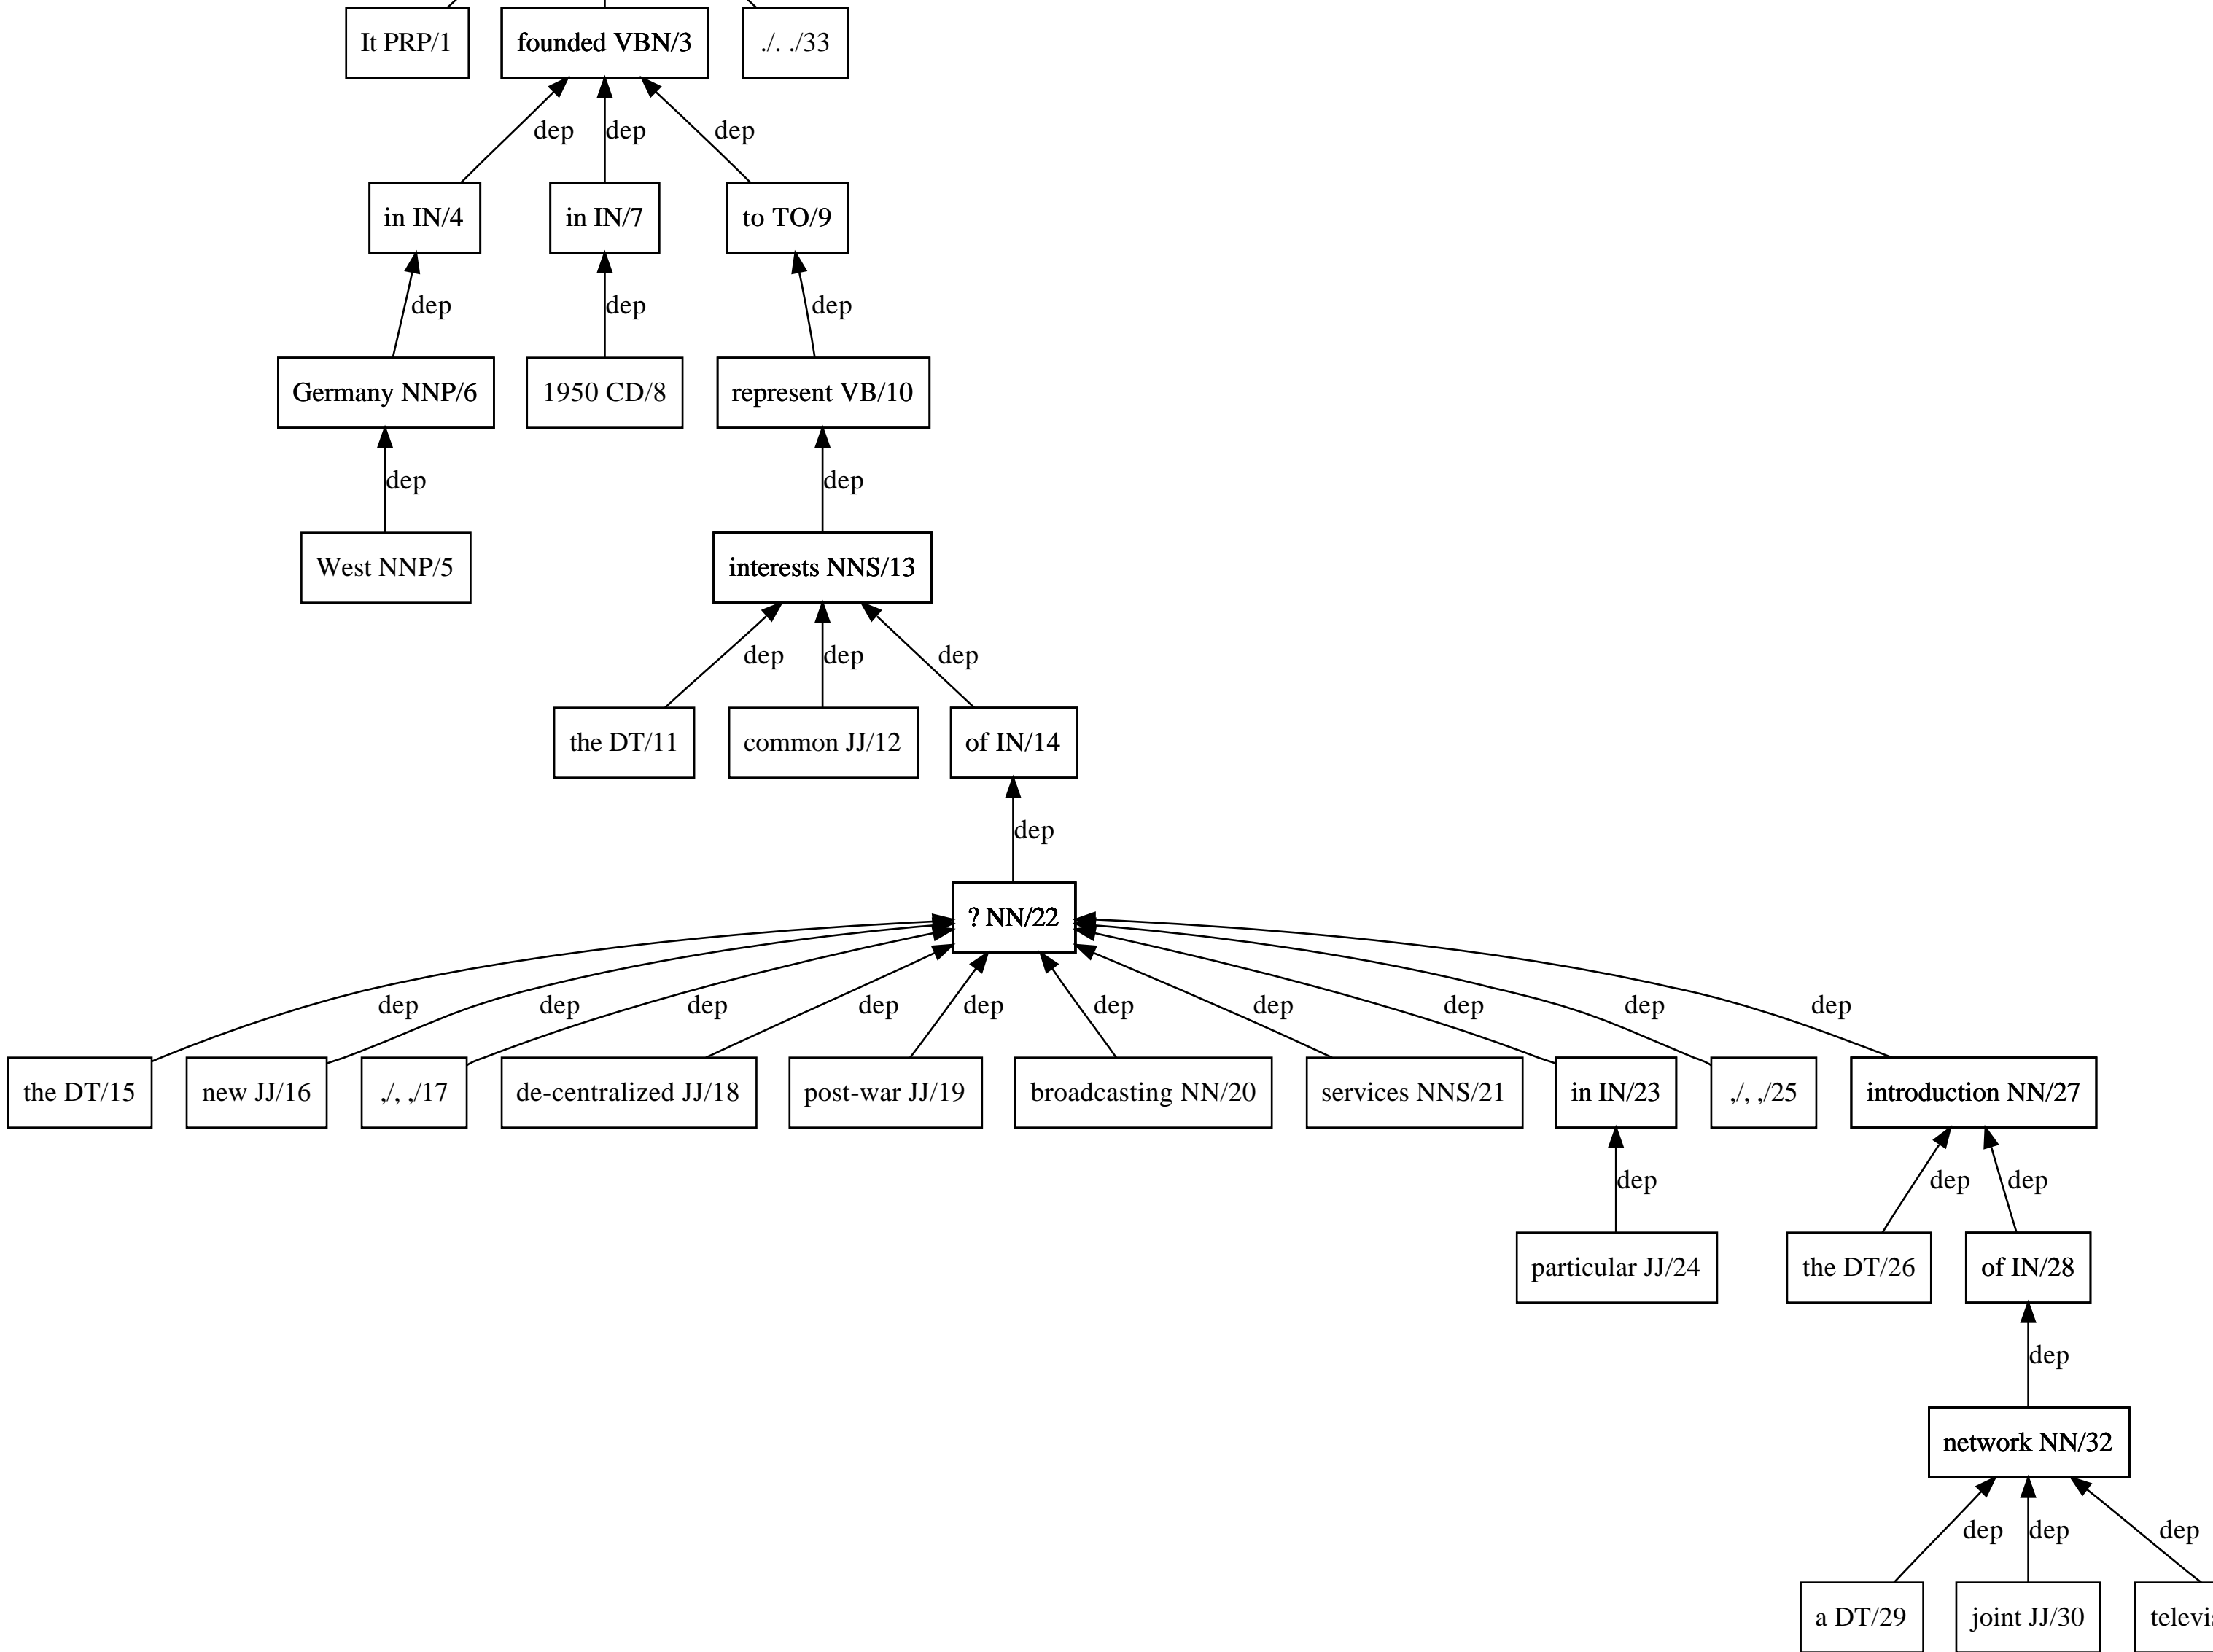 It PRP/1 founded VBN/3 ./. ./33
dep dep dep
in IN/4 in IN/7 to TO/9
dep dep dep
Germany NNP/6 1950 CD/8 represent VB/10
dep dep
West NNP/5 interests NNS/13
dep dep dep
the DT/11 common JJ/12 of IN/14
dep
? NN/22
dep dep dep dep dep dep dep dep dep dep
the DT/15 new JJ/16 ,/, ,/17 de-centralized JJ/18 post-war JJ/19 broadcasting NN/20 services NNS/21 in IN/23 ,/, ,/25 introduction NN/27
dep dep dep
particular JJ/24 the DT/26 of IN/28
dep
network NN/32
dep dep dep
a DT/29 joint JJ/30